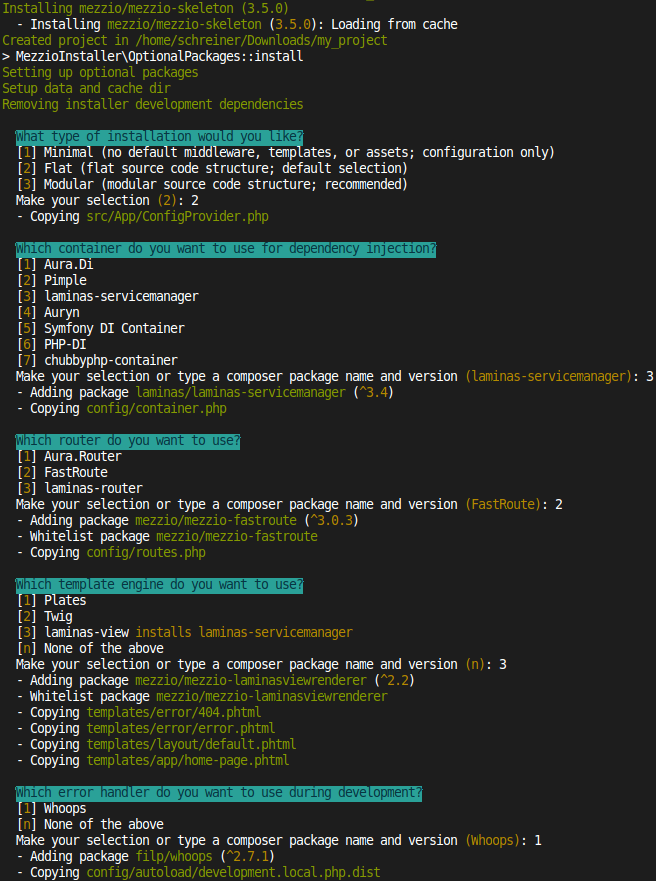 Installing mezzio/mezzio-skeleton (3.5.0)
- Installing mezzio/mezzio-skeleton (3.5.0): Loading from cache
Created project in /home/schreiner/Downloads/my_project
> MezzioInstaller\OptionalPackages::install
Setting up optional packages
Setup data and cache dir
Removing installer development dependencies
What type of installation would you like?
[1] Minimal (no default middleware, templates, or assets; configuration only)
[2] Flat (flat source code structure; default selection)
[3] Modular (modular source code structure; recommended)
Make your selection (2): 2
- Copying src/App/ConfigProvider.php
Which container do you want to use for dependency injection?
[1] Aura.Di
[2] Pimple
[3] laminas-servicemanager
[4] Auryn
[5] Symfony DI Container
[6] PHP-DI
[7] chubbyphp-container
Make your selection or type a composer package name and version (laminas-servicemanager): 3
- Adding package laminas/laminas-servicemanager (^3.4)
- Copying config/container.php
Which router do you want to use?
[1] Aura.Router
[2] FastRoute
[3] laminas-router
Make your selection or type a composer package name and version (FastRoute): 2
- Adding package mezzio/mezzio-fastroute (^3.0.3)
- Whitelist package mezzio/mezzio-fastroute
- Copying config/routes.php
Which template engine do you want to use?
[1] Plates
[2] Twig
[3] laminas-view installs laminas-servicemanager
[n] None of the above
Make your selection or type a composer package name and version (n): 3
- Adding package mezzio/mezzio-laminasviewrenderer (^2.2)
- Whitelist package mezzio/mezzio-laminasviewrenderer
- Copying templates/error/404.phtml
- Copying templates/error/error.phtml
- Copying templates/layout/default.phtml
- Copying templates/app/home-page.phtml
Which error handler do you want to use during development?
[1] Whoops
[n] None of the above
Make your selection or type a composer package name and version (Whoops): 1
- Adding package filp/whoops (^2.7.1)
- Copying config/autoload/development.local.php.dist